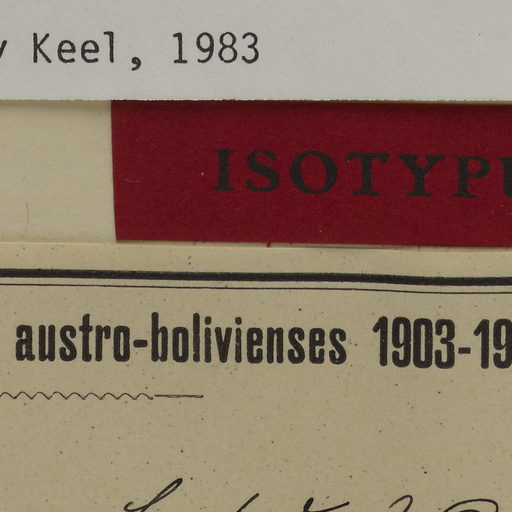 Keel, 1983
ISOTYP
austro-bolivienses 1903-19